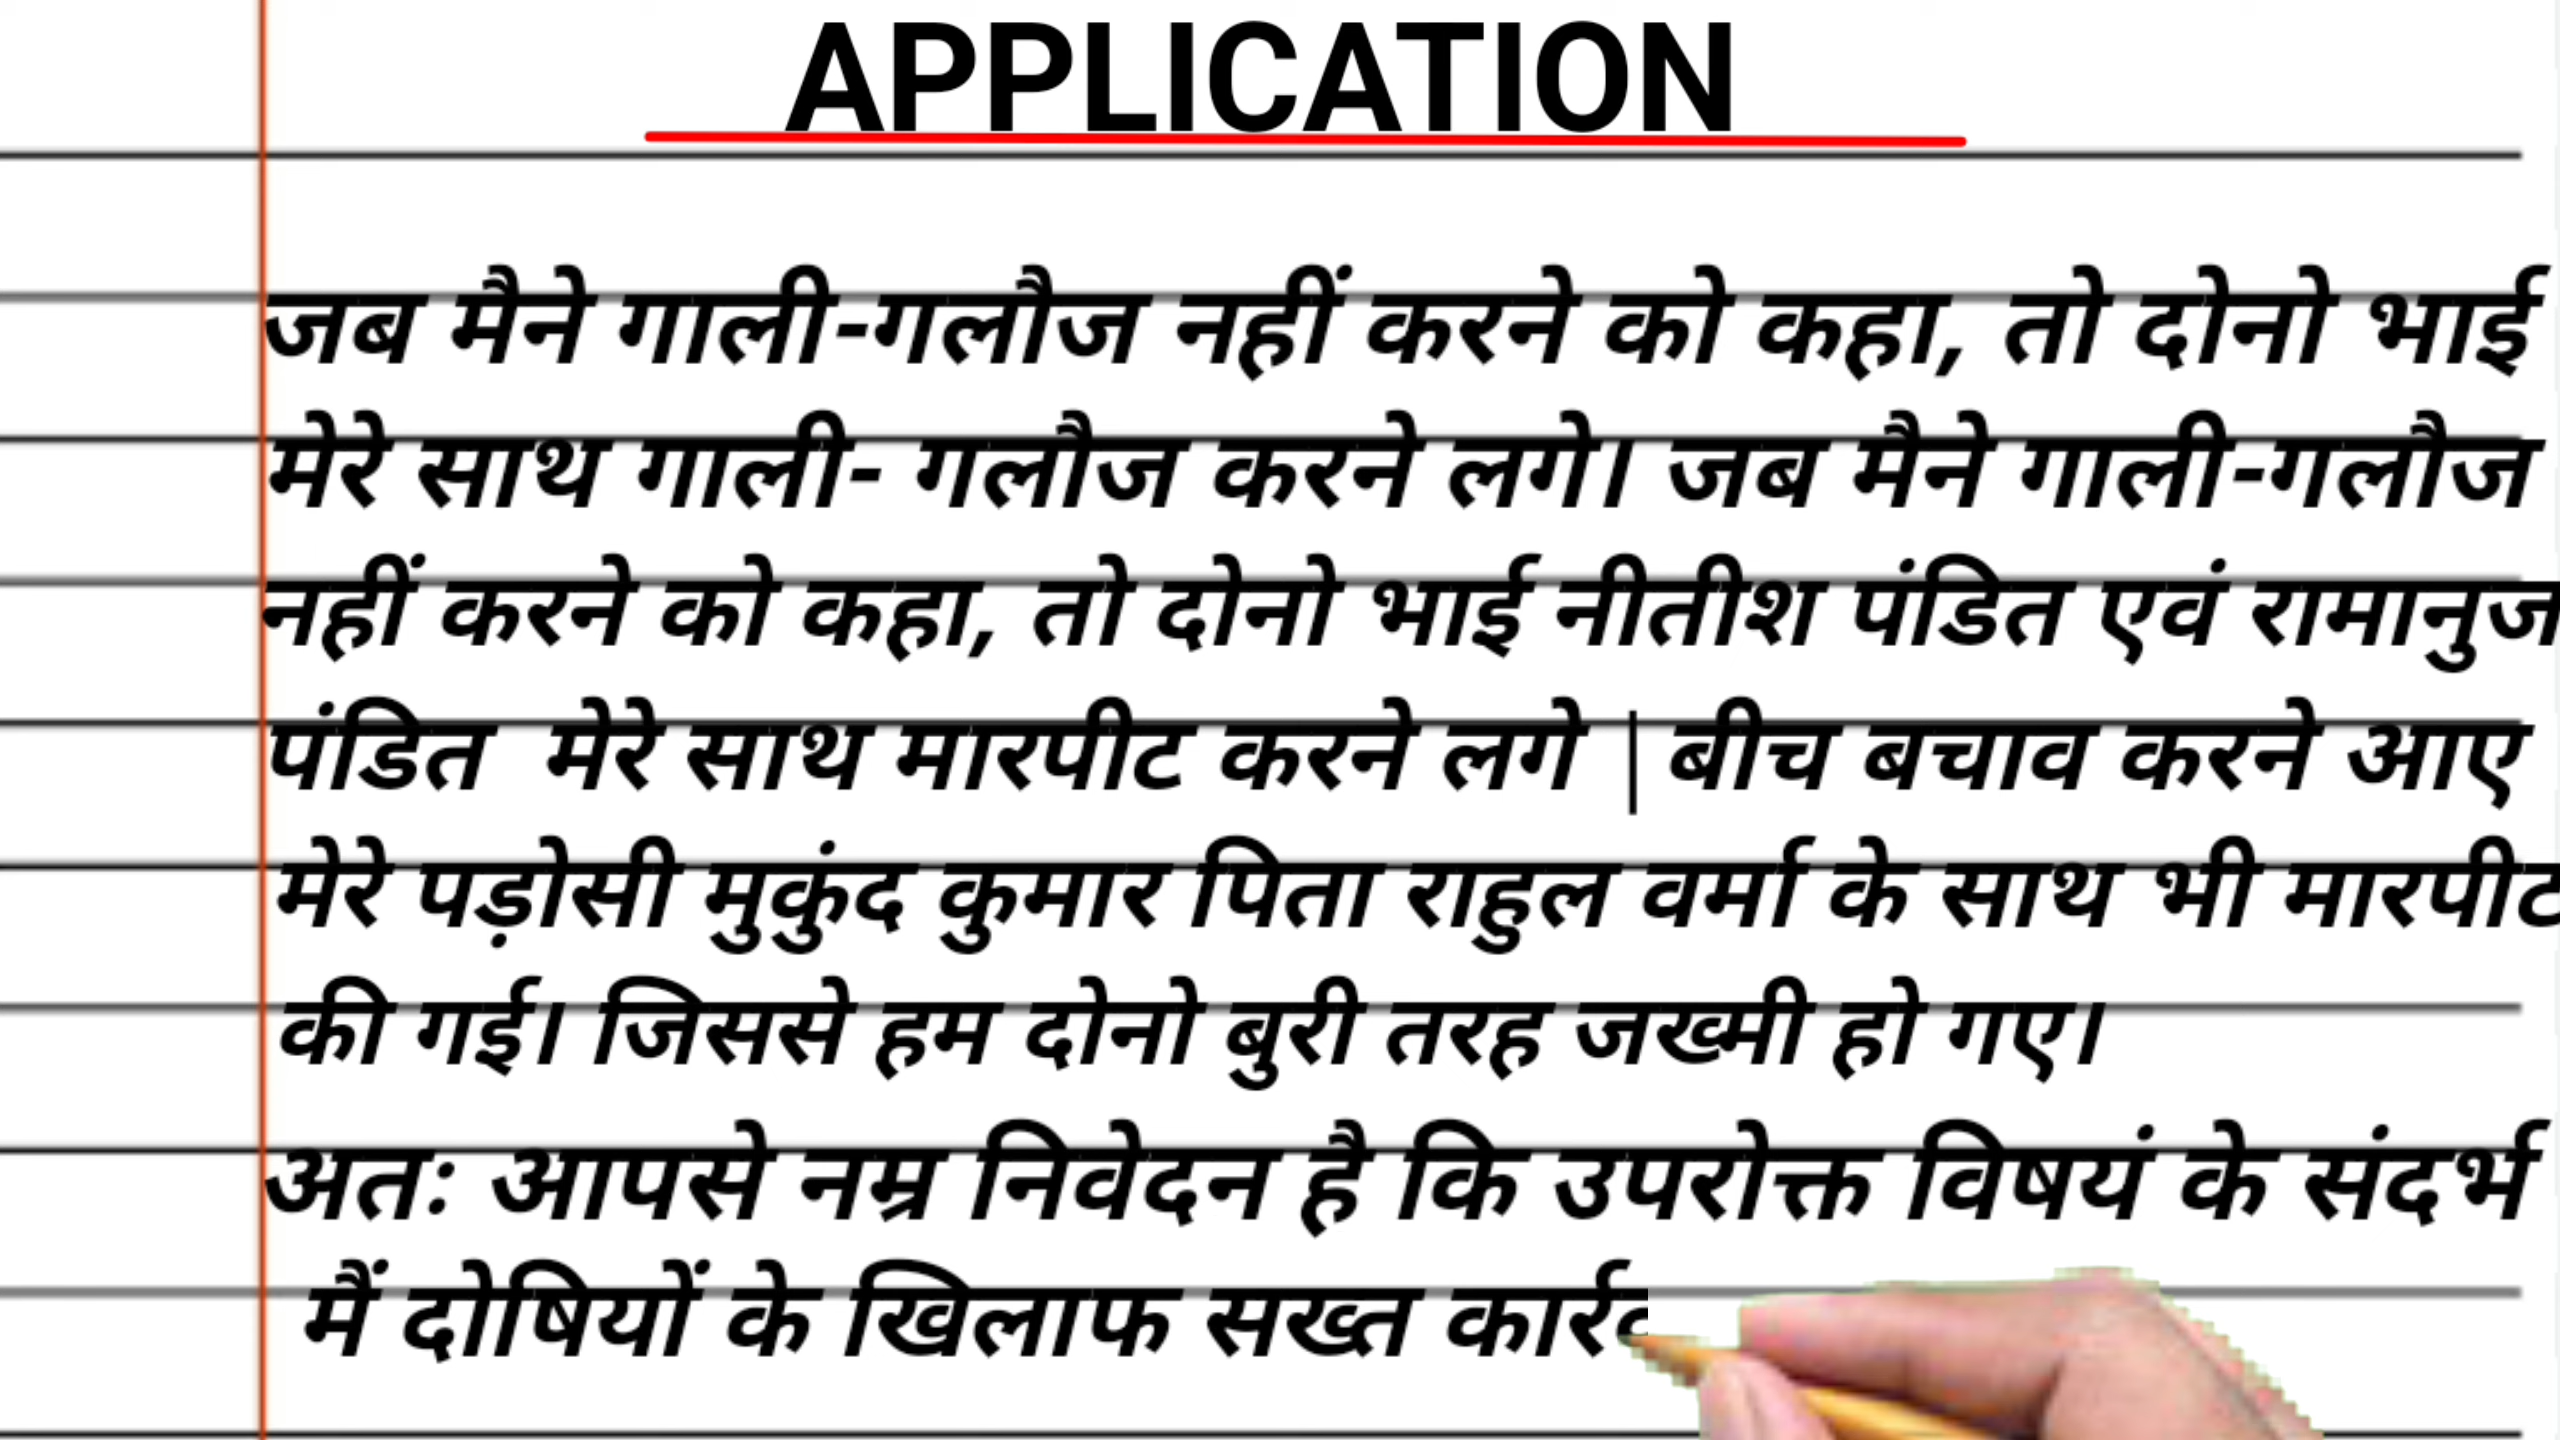 APPLICATION
जब मैने गाली-गलौज नहीं करने को कहा, तो दोनो भाई
मेरे साथ गाली- गलौज करने लगे। जब मैने गाली-गलौज
नहीं करने को कहा, तो दोनो भाई नीतीश पंडित एवं रामानुज
पंडित मेरे साथ मारपीट करने लगे | बीच बचाव करने आए
मेरे पड़ोसी मुकुंद कुमार पिता राहुल वर्मा के साथ भी मारपीट
की गई। जिससे हम दोनो बुरी तरह जख्मी हो गए।
अतः आपसे नम्र निवेदन है कि उपरोक्त विषयं के संदर्भ
मैं दोषियों के खिलाफ सख्त